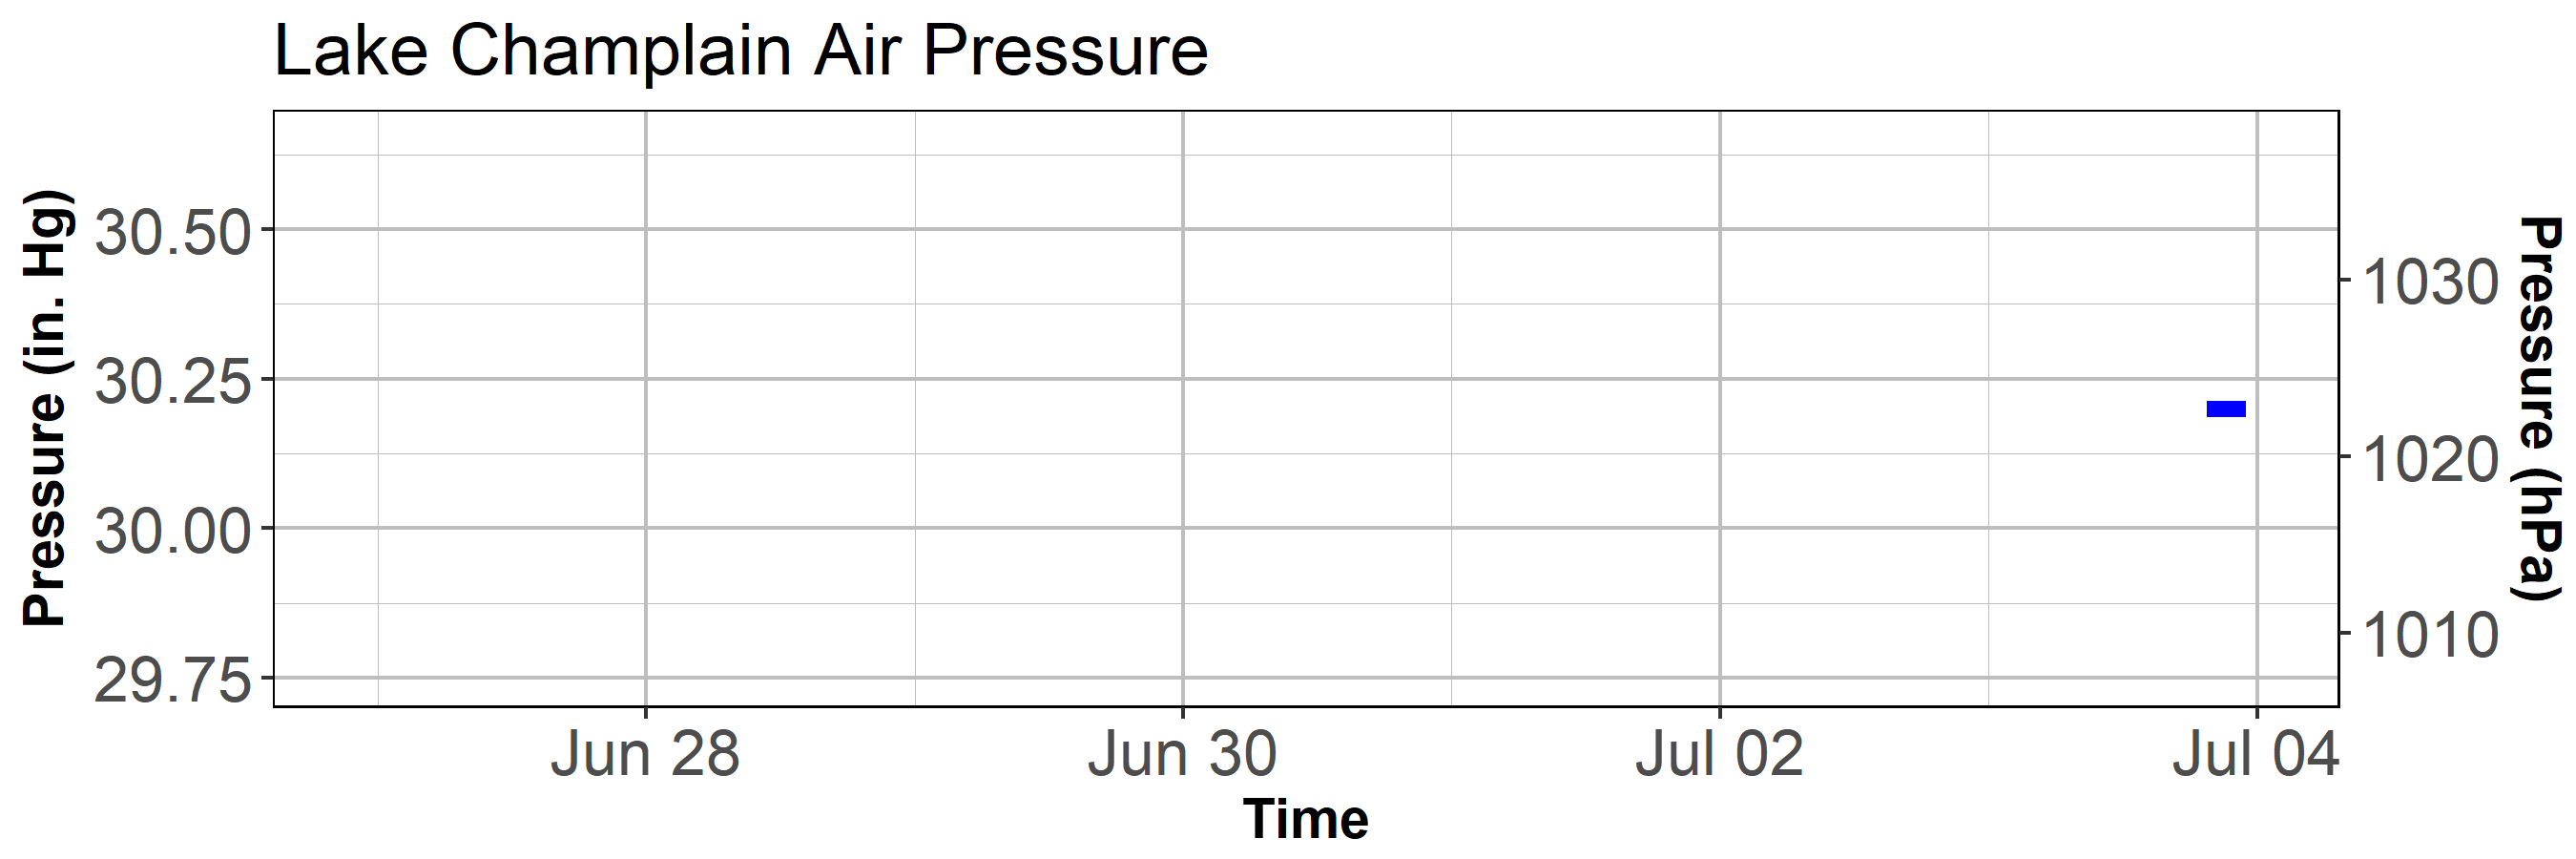 Lake Champlain Air Pressure
Pressure (in. Hg)
30.50
30.25
30.00
29.75
1030
1020
1010
Pressure (hPa)
Jun 28 Jun 30 Jul 02 Jul 04
Time